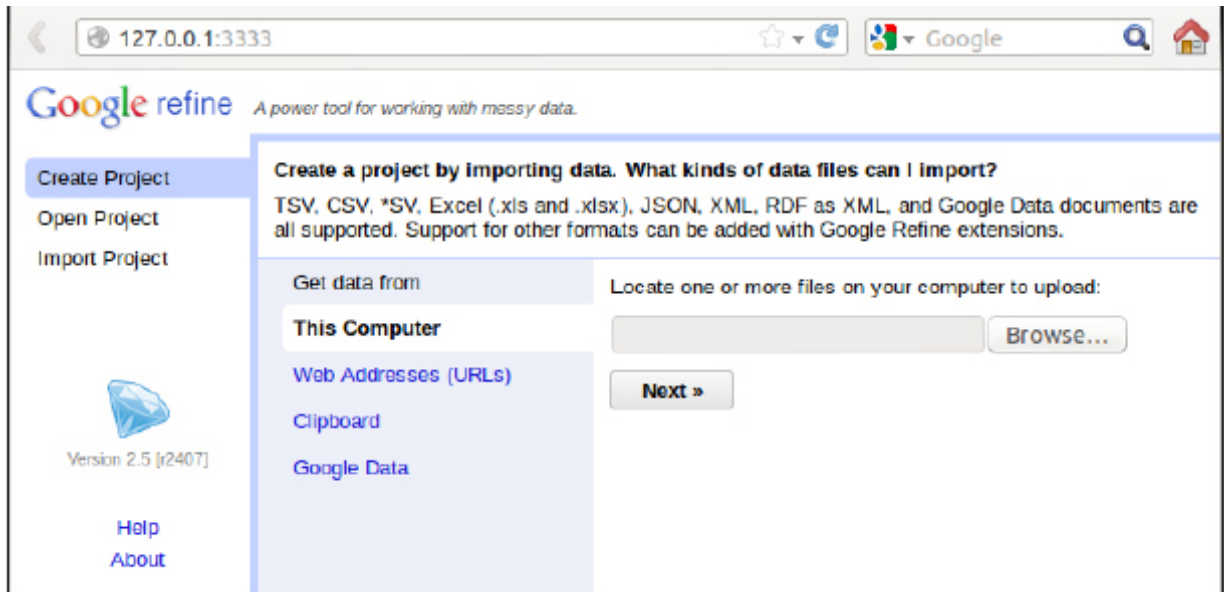 127.0.0.1:3333
Google
Google refine A power tool for working with messy data.
Create Project
Open Project
Import Project
Version 2.5 [r2407]
Help
About
Create a project by importing data. What kinds of data files can I import?
TSV, CSV, *SV, Excel (.xls and .xlsx), JSON, XML, RDF as XML, and Google Data documents are
all supported. Support for other formats can be added with Google Refine extensions.
Get data from
This Computer
Web Addresses (URLs)
Clipboard
Google Data
Locate one or more files on your computer to upload:
Browse...
Next »